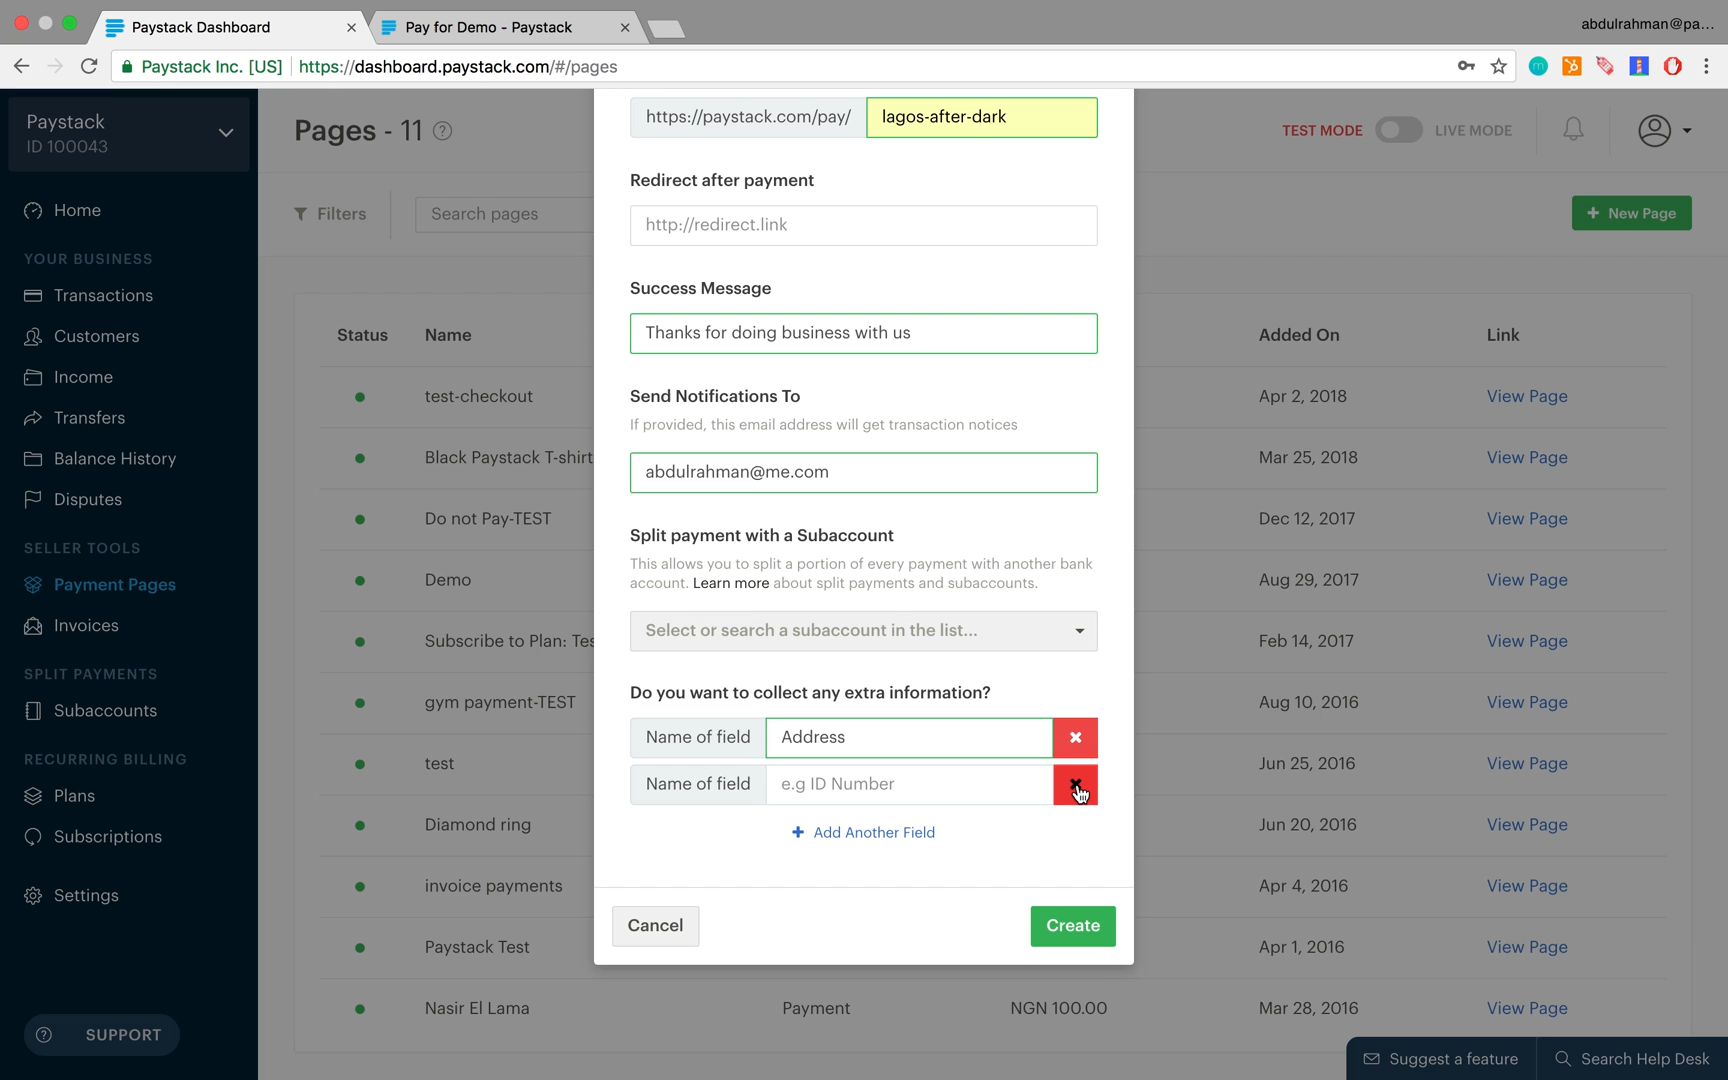 Paystack Dashboard
Pay for Demo - Paystack
abdulrahman@pa...
Paystack Inc. [US]
https://dashboard.paystack.com/#/pages
Paystack
ID 100043
Home
YOUR BUSINESS
Transactions
Customers
Income
Transfers
Balance History
Disputes
SELLER TOOLS
Payment Pages
Invoices
SPLIT PAYMENTS
Subaccounts
RECURRING BILLING
Plans
Subscriptions
Settings
SUPPORT
Pages - 11
TEST MODE
LIVE MODE
Filters
Search pages
New Page
Status Name Added On Link
test-checkout Apr 2, 2018 View Page
Black Paystack T-shirt Mar 25, 2018 View Page
Do not Pay-TEST Dec 12, 2017 View Page
Demo Aug 29, 2017 View Page
Subscribe to Plan: Tes Feb 14, 2017 View Page
gym payment-TEST Aug 10, 2016 View Page
test Jun 25, 2016 View Page
Diamond ring Jun 20, 2016 View Page
invoice payments Apr 4, 2016 View Page
Paystack Test Apr 1, 2016 View Page
Nasir El Lama Payment NGN 100.00 Mar 28, 2016 View Page
https://paystack.com/pay/ lagos-after-dark
Redirect after payment
http://redirect.link
Success Message
Thanks for doing business with us
Send Notifications To
If provided, this email address will get transaction notices
abdulrahman@me.com
Split payment with a Subaccount
This allows you to split a portion of every payment with another bank
account. Learn more about split payments and subaccounts.
Select or search a subaccount in the list...
Do you want to collect any extra information?
Name of field Address
Name of field e.g ID Number
Add Another Field
Cancel
Create
Suggest a feature
Search Help Desk